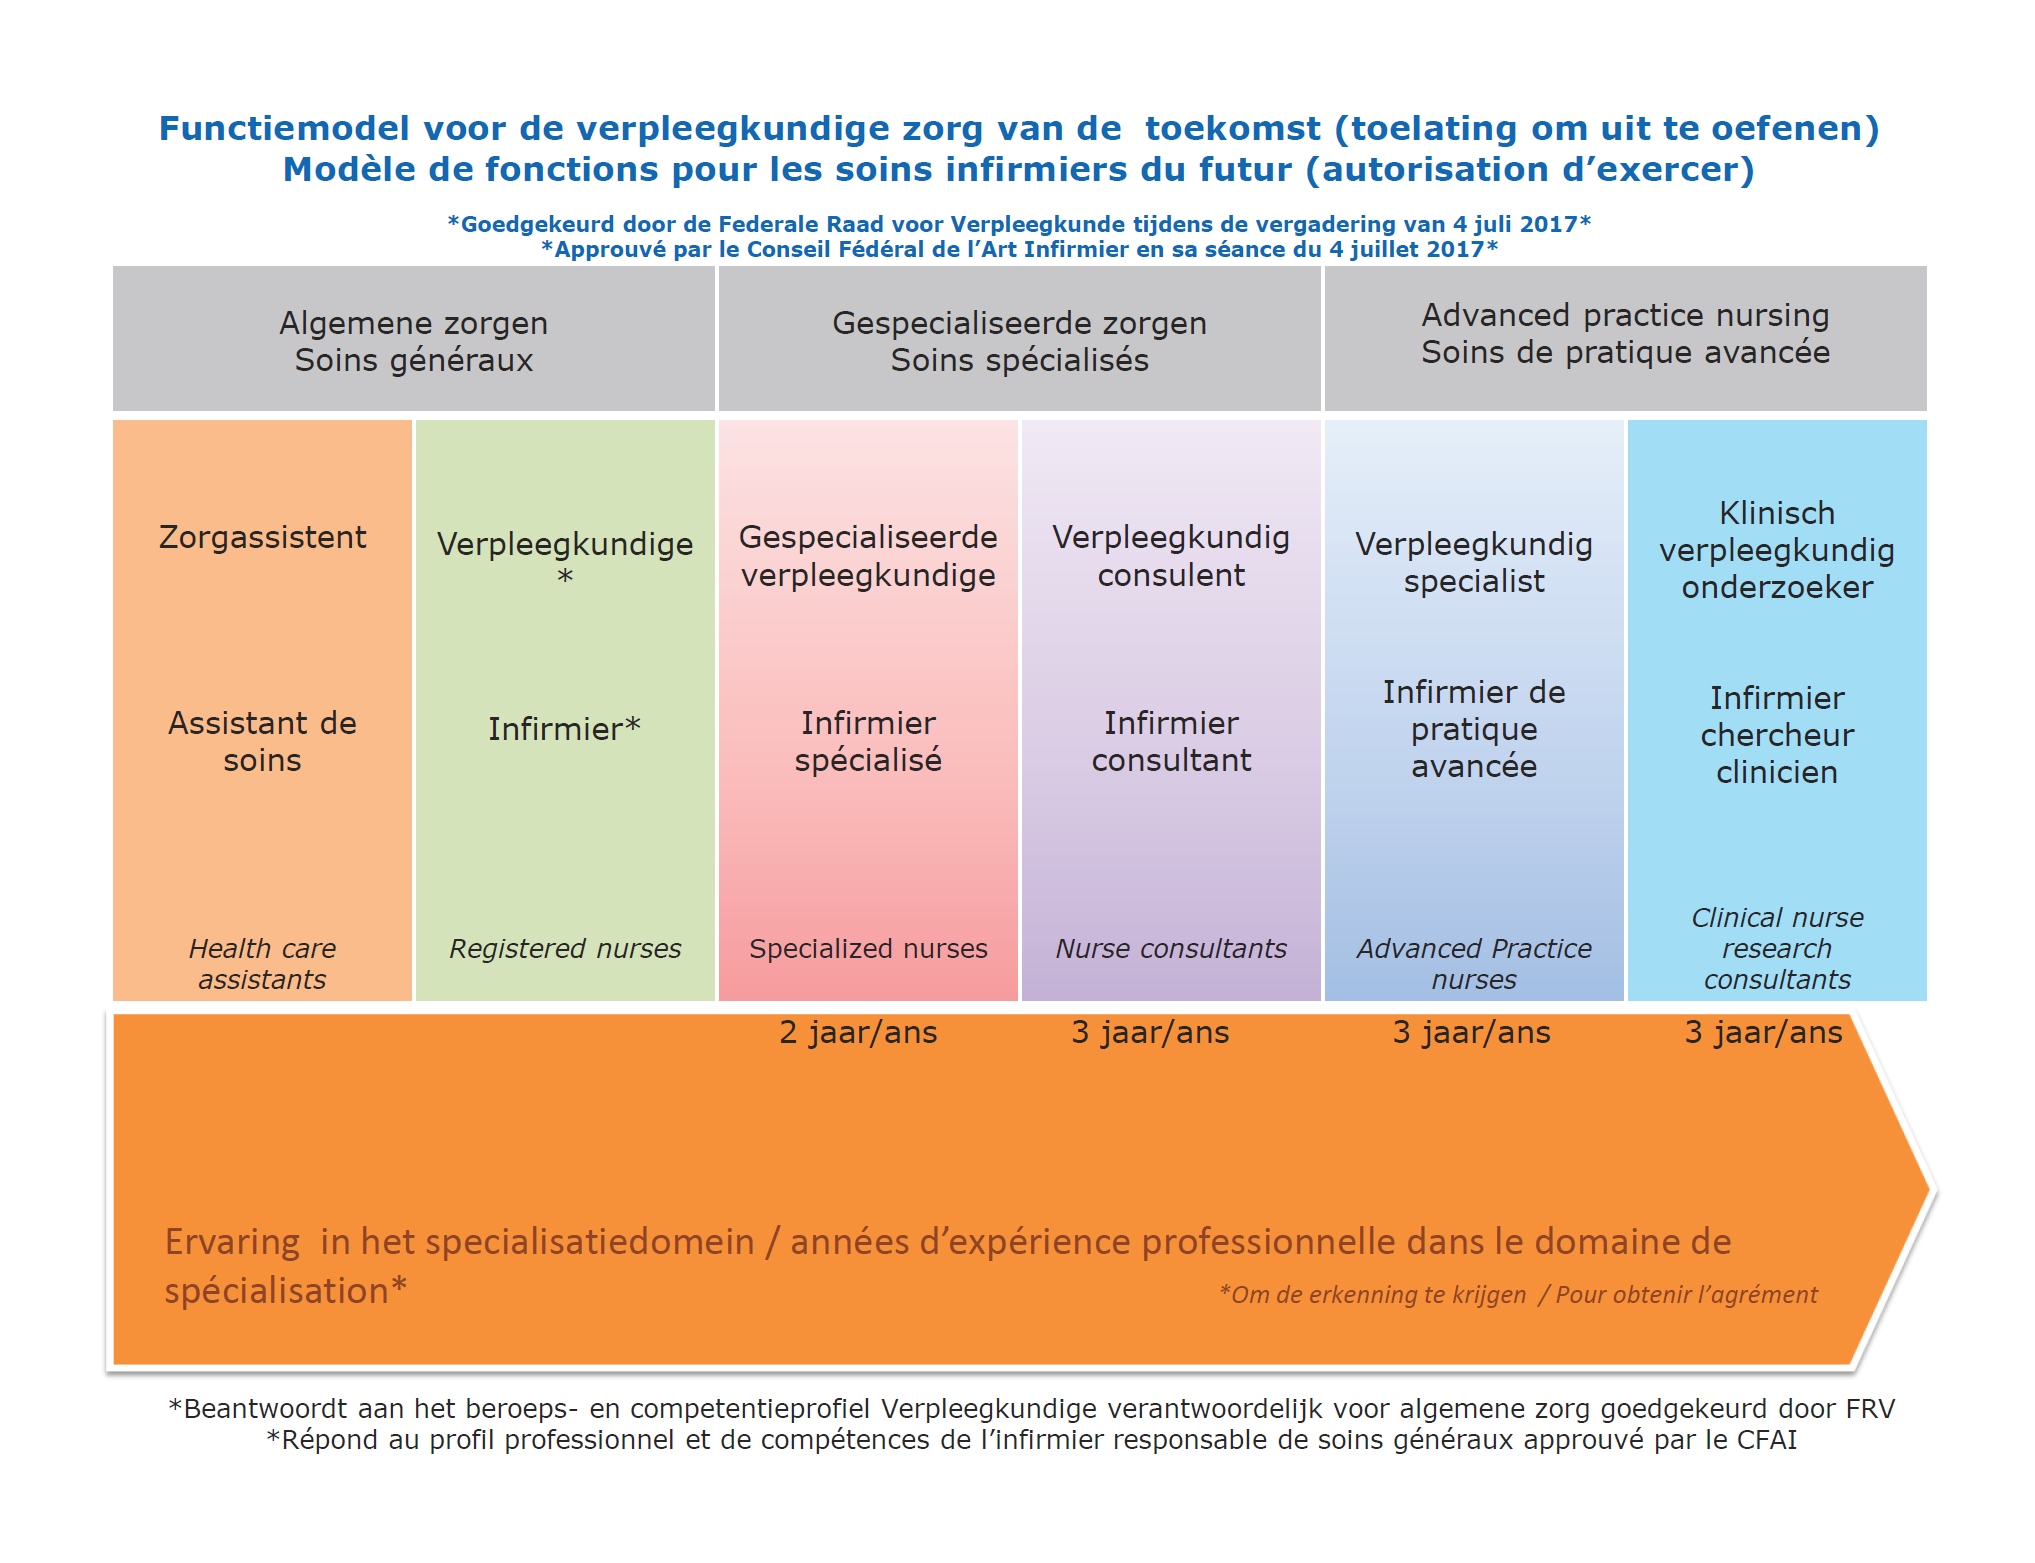 Functiemodel voor de verpleegkundige zorg van de toekomst (toelating om uit te oefenen)
Modèle de fonctions pour les soins infirmiers du futur (autorisation d’exercer)
*Goedgekeurd door de Federale Raad voor Verpleegkunde tijdens de vergadering van 4 juli 2017*
*Approuvé par le Conseil Fédéral de l’Art Infirmier en sa séance du 4 juillet 2017*
Algemene zorgen
Soins généraux
Gespecialiseerde zorgen
Soins spécialisés
Advanced practice nursing
Soins de pratique avancée
Zorgassistent
Assistant de
soins
Health care
assistants
Verpleegkundige
*
Infirmier*
Registered nurses
Gespecialiseerde
verpleegkundige
Infirmier
spécialisé
Specialized nurses
Verpleegkundig
consulent
Infirmier
consultant
Nurse consultants
Verpleegkundig
specialist
Infirmier de
pratique
avancée
Advanced Practice
nurses
Klinisch
verpleegkundig
onderzoeker
Infirmier
chercheur
clinicien
Clinical nurse
research
consultants
2 jaar/ans
3 jaar/ans
3 jaar/ans
3 jaar/ans
Ervaring in het specialisatiedomein / années d’expérience professionnelle dans le domaine de
spécialisation*
*Om de erkenning te krijgen / Pour obtenir l’agrément
*Beantwoordt aan het beroeps- en competentieprofiel Verpleegkundige verantwoordelijk voor algemene zorg goedgekeurd door FRV
*Répond au profil professionnel et de compétences de l’infirmier responsable de soins généraux approuvé par le CFAI